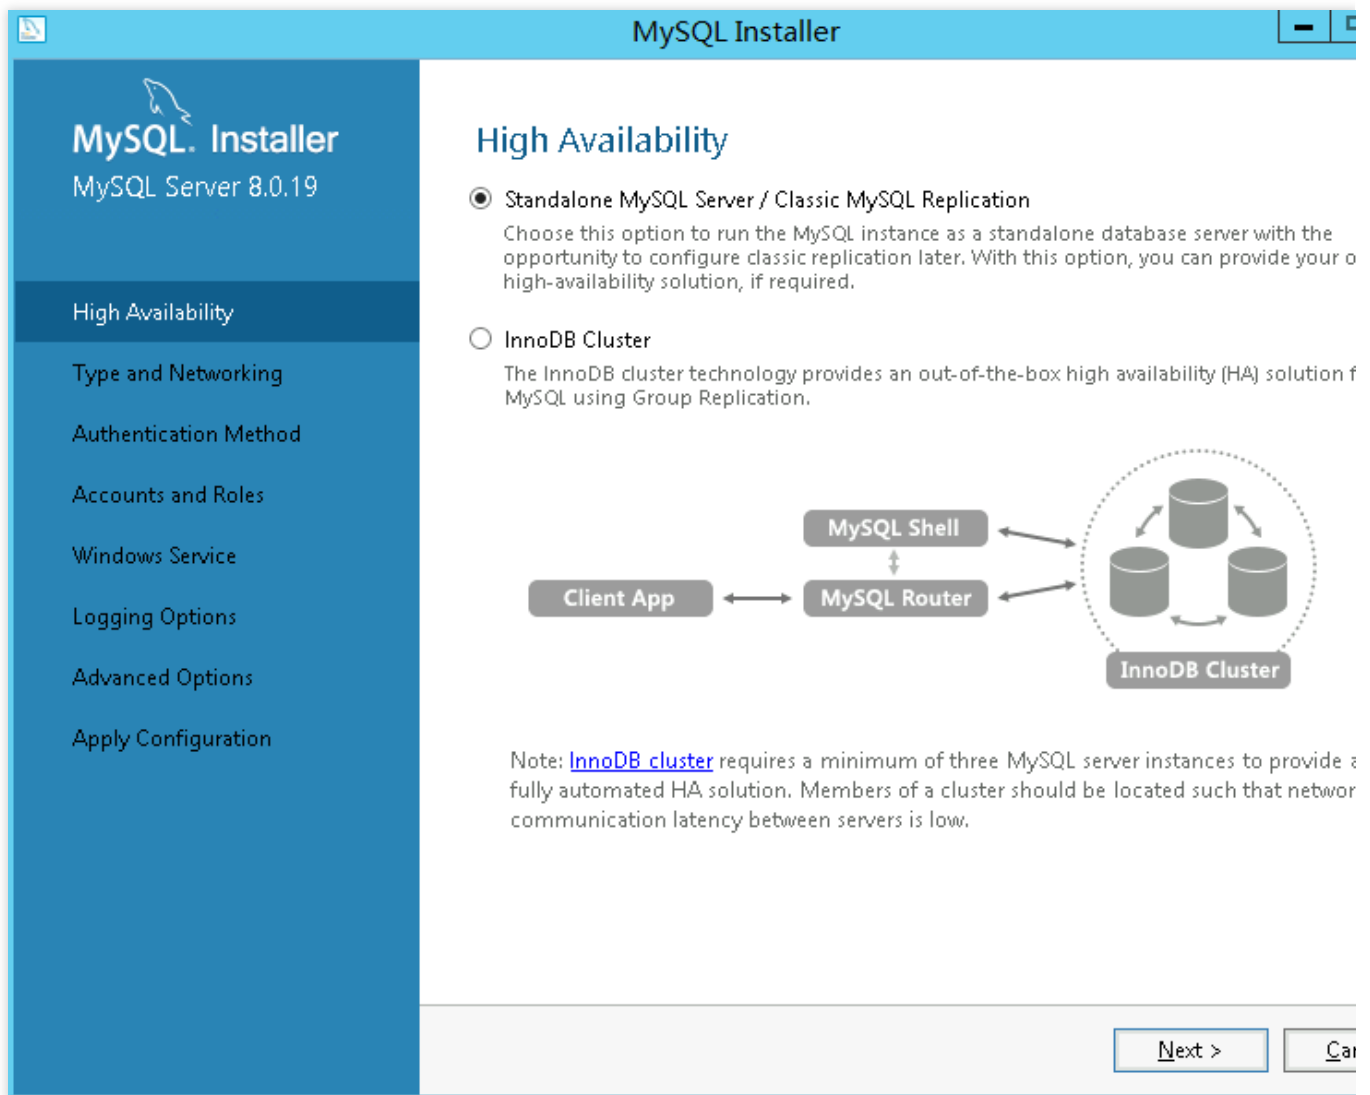 MySQL Installer
MySQL. Installer
MySQL Server 8.0.19
High Availability
Type and Networking
Authentication Method
Accounts and Roles
Windows Service
Logging Options
Advanced Options
Apply Configuration
High Availability
Standalone MySQL Server / Classic MySQL Replication
Choose this option to run the MySQL instance as a standalone database server with the
opportunity to configure classic replication later. With this option, you can provide your
high-availability solution, if required.
InnoDB Cluster
The InnoDB cluster technology provides an out-of-the-box high availability (HA) solution
MySQL using Group Replication.
MySQL Shell
Client App
MySQL Router
InnoDB Cluster
Note: InnoDB cluster requires a minimum of three MySQL server instances to provide
fully automated HA solution. Members of a cluster should be located such that
communication latency between servers is low.
Next >